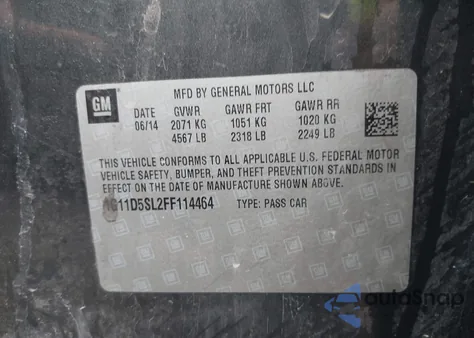 GM
MFD BY GENERAL MOTORS LLC
DATE GVWR GAWR FRT GAWR RR
06/14 2071 KG 1051 KG 1020 KG
4567 LB 2318 LB 2249 LB
THIS VEHICLE CONFORMS TO ALL APPLICABLE U.S. FEDERAL MOTOR
VEHICLE SAFETY, BUMPER, AND THEFT PREVENTION STANDARDS IN
EFFECT ON THE DATE OF MANUFACTURE SHOWN ABOVE.
1G11D5SL2FF114464 TYPE: PASS CAR
autoSnap